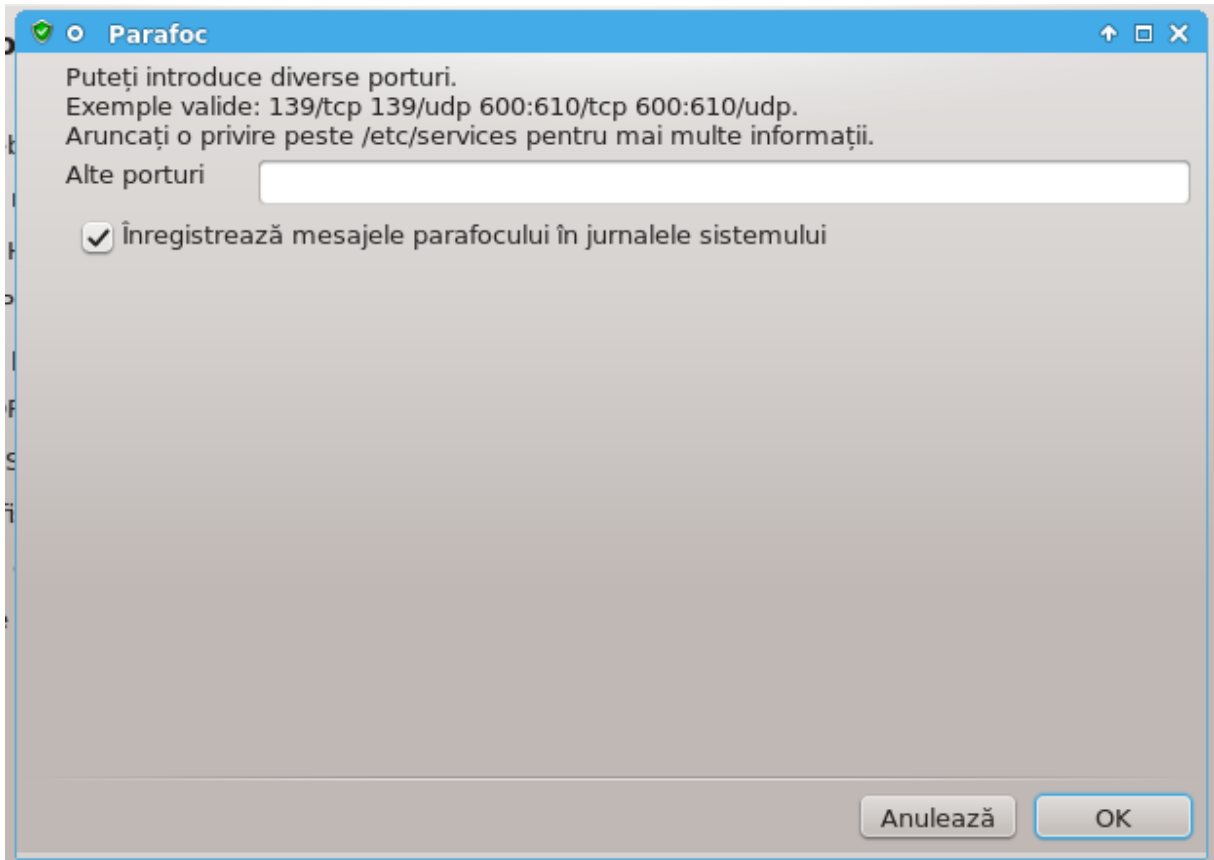 Parafoc
Puteți introduce diverse porturi.
Exemple valide: 139/tcp 139/udp 600:610/tcp 600:610/udp.
Aruncați o privire peste /etc/services pentru mai multe informații.
Alte porturi
Înregistrează mesajele parafocului în jurnalele sistemului
Anulează OK